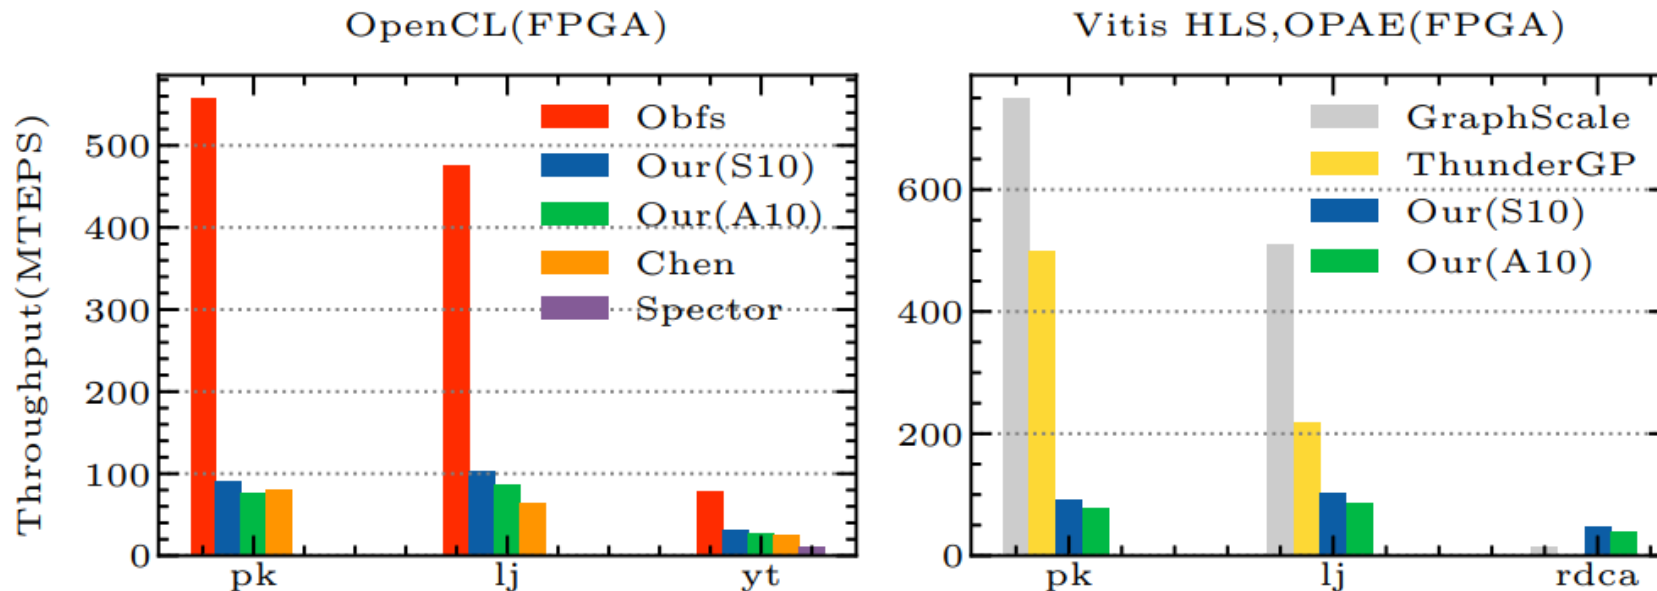 OpenCL(FPGA)
Throughput(MTEPS)
500
400
300
200
100
0
Obfs
Our(S10)
Our(A10)
Chen
Spector
pk lj yt
Vitis HLS,OPAE(FPGA)
600
400
200
0
GraphScale
ThunderGP
Our(S10)
Our(A10)
pk lj rdca